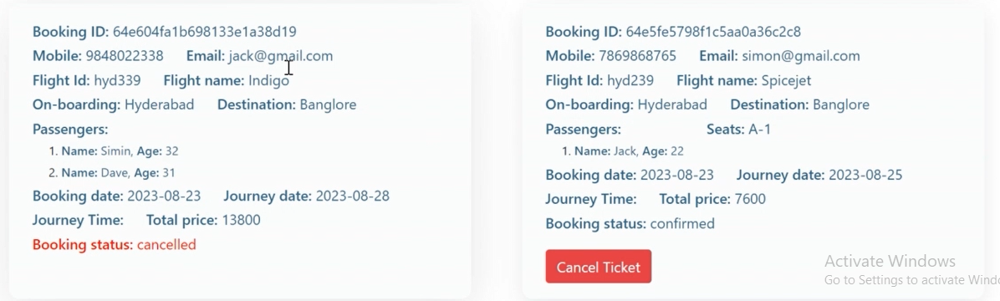 Booking ID: 64e604fa1b698133e1a38d19
Mobile: 9848022338 Email: jack@gmail.com
Flight Id: hyd339 Flight name: Indigo
On-boarding: Hyderabad Destination: Banglore
Passengers:
1. Name: Simin, Age: 32
2. Name: Dave, Age: 31
Booking date: 2023-08-23 Journey date: 2023-08-28
Journey Time: Total price: 13800
Booking status: cancelled
Booking ID: 64e5fe5798f1c5aa0a36c2c8
Mobile: 7869868765 Email: simon@gmail.com
Flight Id: hyd239 Flight name: Spicejet
On-boarding: Hyderabad Destination: Banglore
Passengers: Seats: A-1
1. Name: Jack, Age: 22
Booking date: 2023-08-23 Journey date: 2023-08-25
Journey Time: Total price: 7600
Booking status: confirmed
Cancel Ticket
Activate Windows
Go to Settings to activate Windo